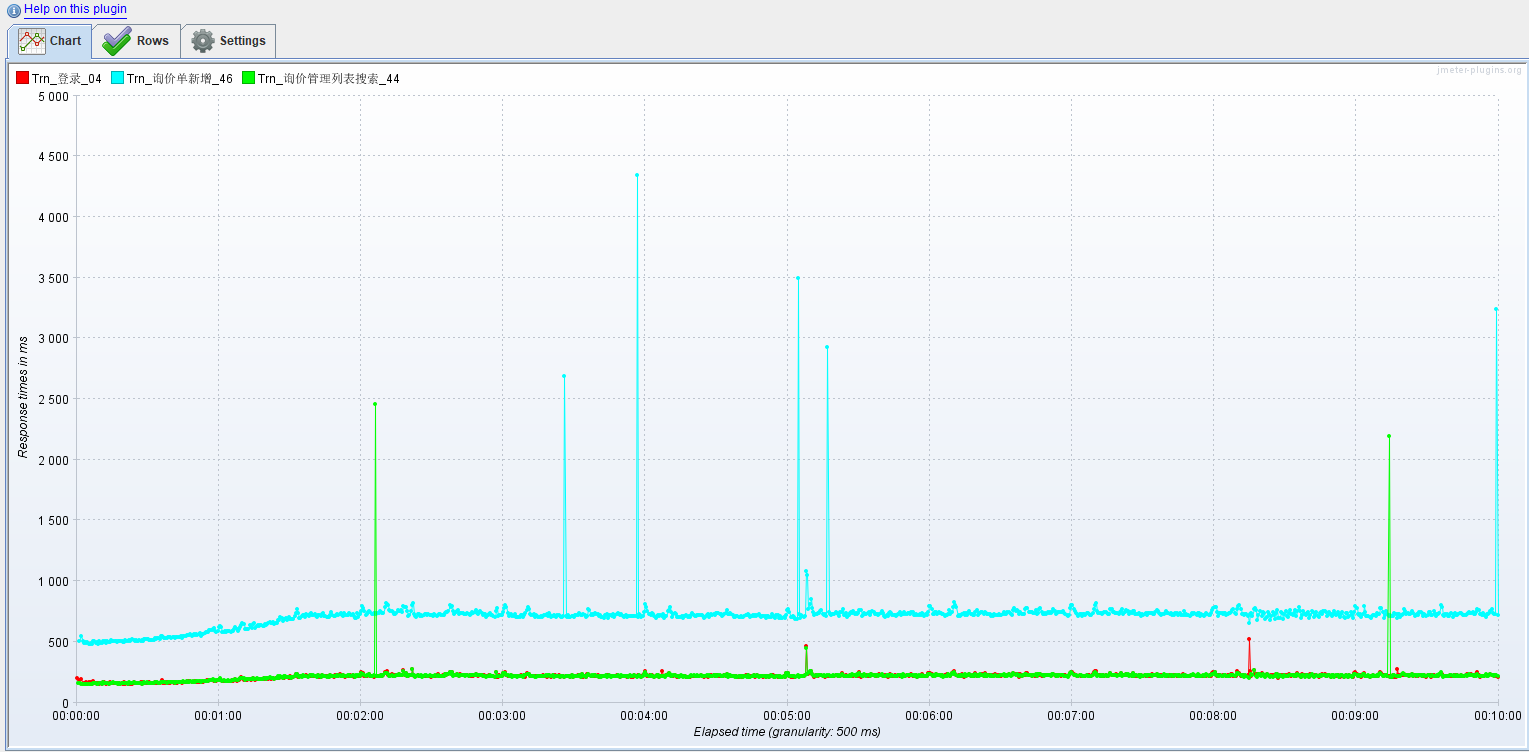 Help on this plugin
Chart Rows Settings
Trn_登录_04 Trn_询价单新增_46 Trn_询价管理列表搜索_44
jmeter-plugins.org
5 000
4 500
4 000
3 500
3 000
2 500
2 000
1 500
1 000
500
0
Response times in ms
00:00:00 00:01:00 00:02:00 00:03:00 00:04:00 00:05:00 00:06:00 00:07:00 00:08:00 00:09:00 00:10:00
Elapsed time (granularity: 500 ms)